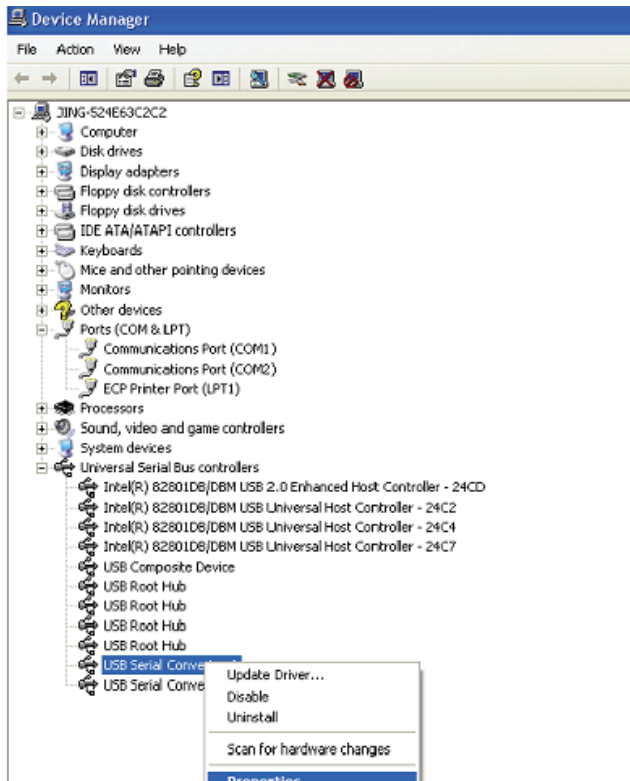 Device Manager
File Action View Help
JING-524E63C2C2
Computer
Disk drives
Display adapters
Floppy disk controllers
Floppy disk drives
IDE ATA/ATAPI controllers
Keyboards
Mice and other pointing devices
Monitors
Other devices
Ports (COM & LPT)
Communications Port (COM1)
Communications Port (COM2)
ECP Printer Port (LPT1)
Processors
Sound, video and game controllers
System devices
Universal Serial Bus controllers
Intel(R) 82801DB/DBM USB 2.0 Enhanced Host Controller - 24CD
Intel(R) 82801DB/DBM USB Universal Host Controller - 24C2
Intel(R) 82801DB/DBM USB Universal Host Controller - 24C4
Intel(R) 82801DB/DBM USB Universal Host Controller - 24C7
USB Composite Device
USB Root Hub
USB Root Hub
USB Root Hub
USB Root Hub
USB Serial Conve
USB Serial Conve
Update Driver...
Disable
Uninstall
Scan for hardware changes
Properties